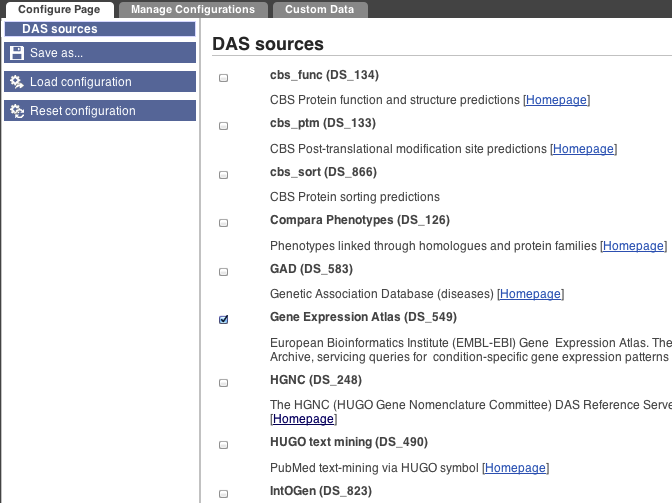 Configure Page
Manage Configurations
Custom Data
DAS sources
Save as...
Load configuration
Reset configuration
DAS sources
cbs_func (DS_134)
CBS Protein function and structure predictions [Homepage]
cbs_ptm (DS_133)
CBS Post-translational modification site predictions [Homepage]
cbs_sort (DS_866)
CBS Protein sorting predictions
Compara Phenotypes (DS_126)
Phenotypes linked through homologues and protein families [Homepage]
GAD (DS_583)
Genetic Association Database (diseases) [Homepage]
Gene Expression Atlas (DS_549)
European Bioinformatics Institute (EMBL-EBI) Gene Expression Atlas. The
Archive, servicing queries for condition-specific gene expression patterns
HGNC (DS_248)
The HGNC (HUGO Gene Nomenclature Committee) DAS Reference
[Homepage]
HUGO text mining (DS_490)
PubMed text-mining via HUGO symbol [Homepage]
IntOGen (DS_823)